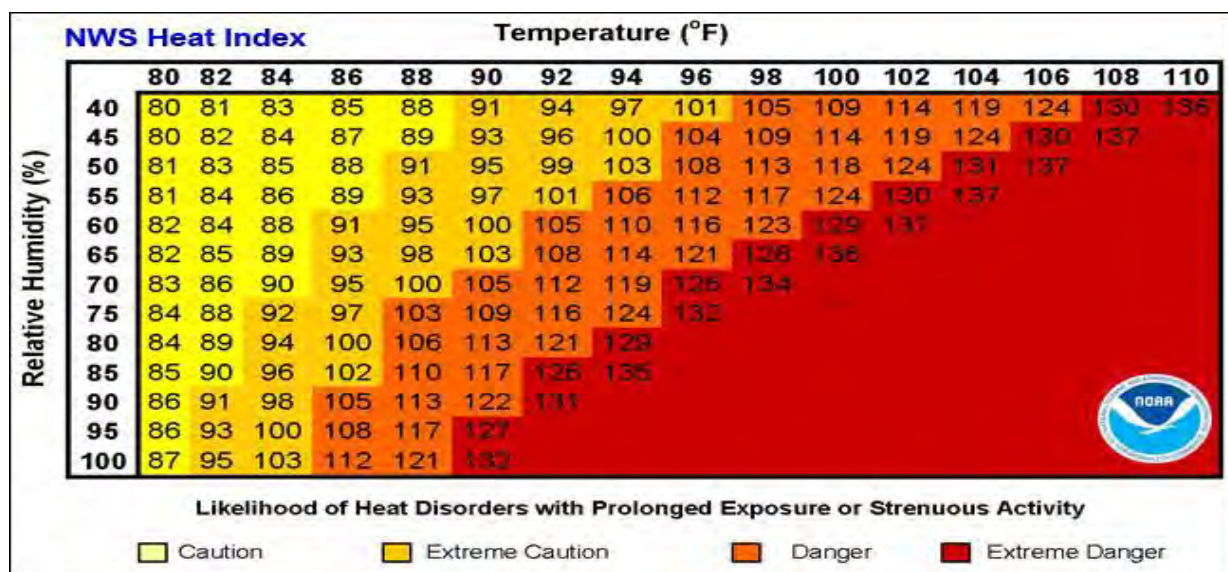 NWS Heat Index Temperature (°F)
80 82 84 86 88 90 92 94 96 98 100 102 104 106 108 110
Relative Humidity (%)
40 80 81 83 85 88 91 94 97 101 105 109 114 119 124 130 136
45 80 82 84 87 89 93 96 100 104 109 114 119 124 130 137
50 81 83 85 88 91 95 99 103 108 113 118 124 131 137
55 81 84 86 89 93 97 101 106 112 117 124 130 137
60 82 84 88 91 95 100 105 110 116 123 129 137
65 82 85 89 93 98 103 108 114 121 128 136
70 83 86 90 95 100 105 112 119 126 134
75 84 88 92 97 103 109 116 124 132
80 84 89 94 100 106 113 121 129
85 85 90 96 102 110 117 126 135
90 86 91 98 105 113 122 131
95 86 93 100 108 117 127
100 87 95 103 112 121 132
NOAA
Likelihood of Heat Disorders with Prolonged Exposure or Strenuous Activity
Caution Extreme Caution Danger Extreme Danger